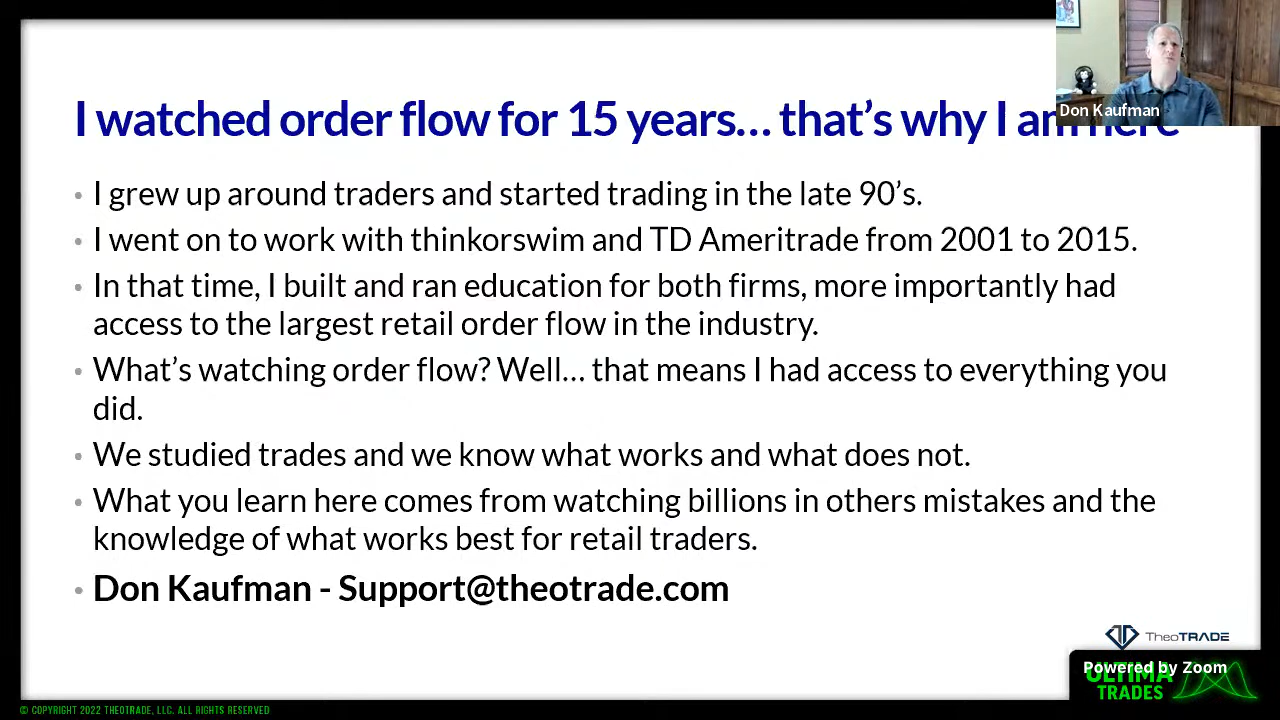 I watched order flow for 15 years… that’s why I am here
Don Kaufman
• I grew up around traders and started trading in the late 90’s.
• I went on to work with thinkorswim and TD Ameritrade from 2001 to 2015.
• In that time, I built and ran education for both firms, more importantly had
access to the largest retail order flow in the industry.
• What’s watching order flow? Well… that means I had access to everything you
did.
• We studied trades and we know what works and what does not.
• What you learn here comes from watching billions in others mistakes and the
knowledge of what works best for retail traders.
• Don Kaufman - Support@theotrade.com
TheoTRADE
Powered by Zoom
ULTIMA
TRADES
© COPYRIGHT 2022 THEOTRADE, LLC. ALL RIGHTS RESERVED